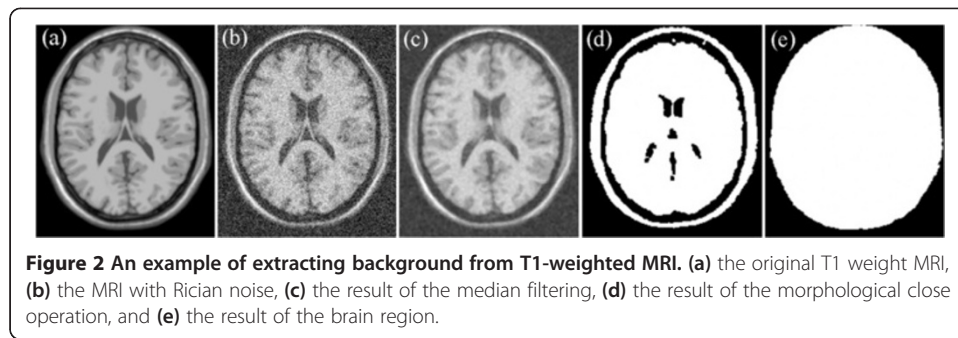 (a) (b) (c) (d) (e)
Figure 2 An example of extracting background from T1-weighted MRI. (a) the original T1 weight MRI,
(b) the MRI with Rician noise, (c) the result of the median filtering, (d) the result of the morphological close
operation, and (e) the result of the brain region.